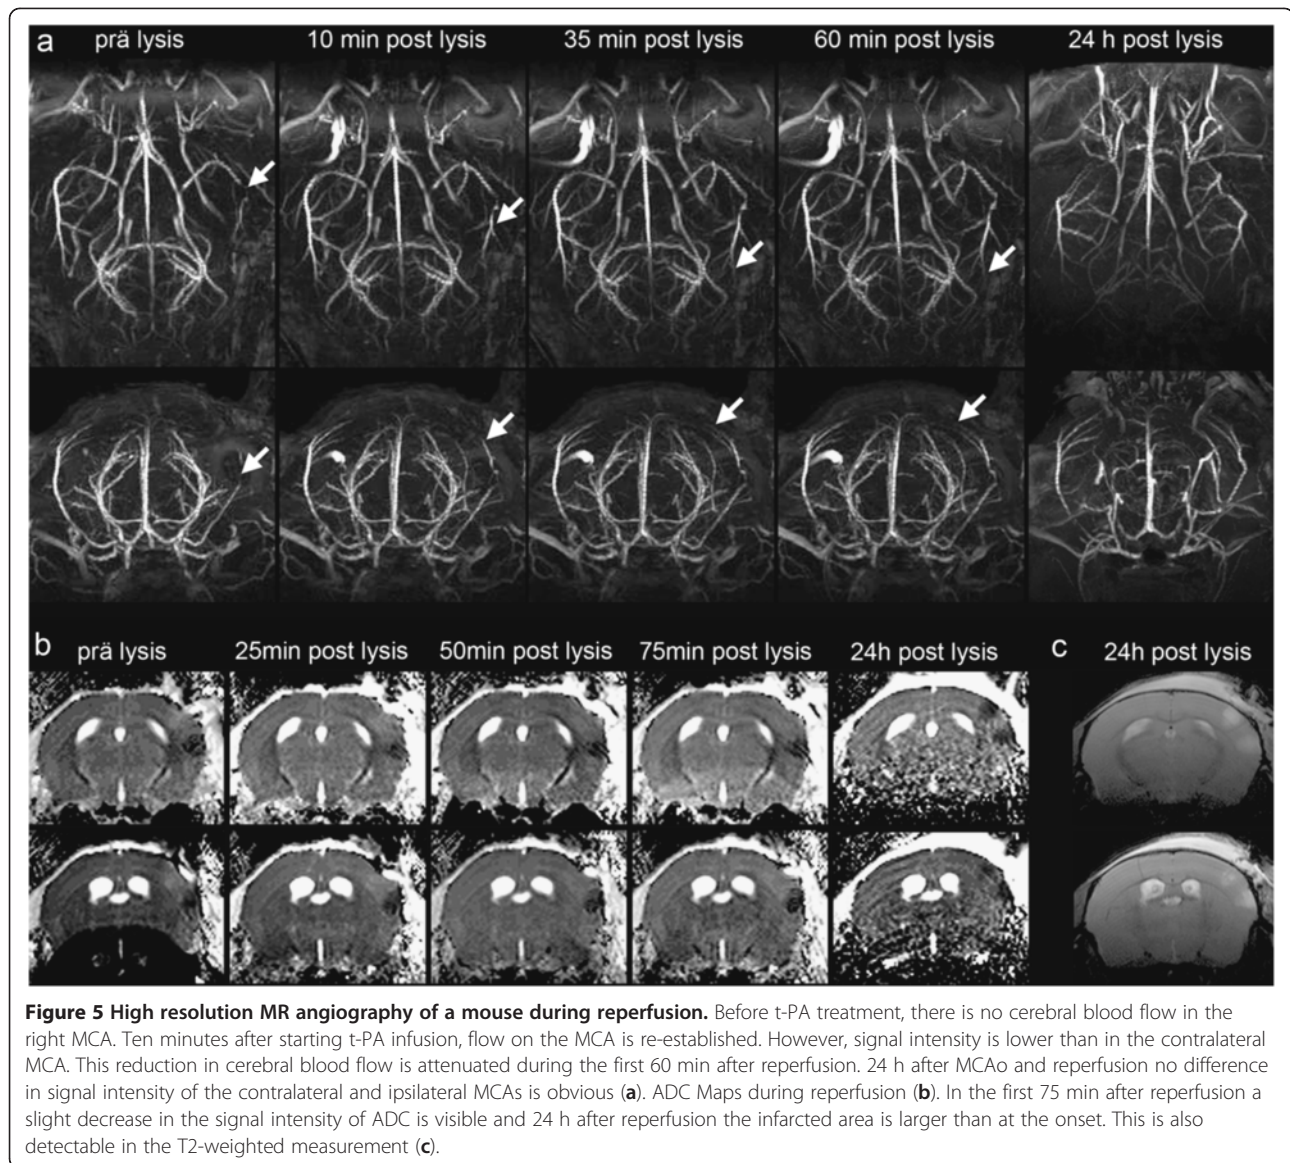 a
prä lysis
10 min post lysis
35 min post lysis
60 min post lysis
24 h post lysis
b
prä lysis
25min post lysis
50min post lysis
75min post lysis
24h post lysis
c
24h post lysis
Figure 5 High resolution MR angiography of a mouse during reperfusion. Before t-PA treatment, there is no cerebral blood flow in the
right MCA. Ten minutes after starting t-PA infusion, flow on the MCA is re-established. However, signal intensity is lower than in the contralateral
MCA. This reduction in cerebral blood flow is attenuated during the first 60 min after reperfusion. 24 h after MCAo and reperfusion no difference
in signal intensity of the contralateral and ipsilateral MCAs is obvious (a). ADC Maps during reperfusion (b). In the first 75 min after reperfusion a
slight decrease in the signal intensity of ADC is visible and 24 h after reperfusion the infarcted area is larger than at the onset. This is also
detectable in the T2-weighted measurement (c).